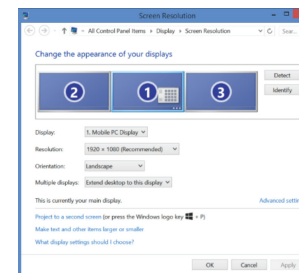 Screen Resolution
« All Control Panel Items › Display › Screen Resolution
Sear...
Change the appearance of your displays
2 1 3
Detect
Identify
Display: 1. Mobile PC Display
Resolution: 1920 × 1080 (Recommended)
Orientation: Landscape
Multiple displays: Extend desktop to this display
This is currently your main display. Advanced settin
Project to a second screen (or press the Windows logo key + P)
Make text and other items larger or smaller
What display settings should I choose?
OK Cancel Apply